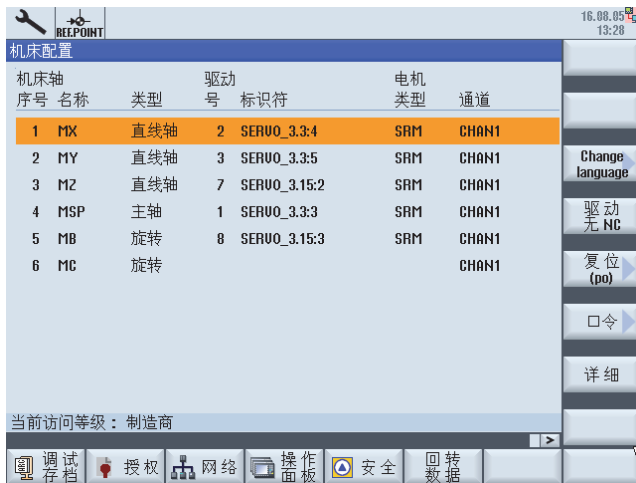 REF.POINT
16.08.05
13:28
机床配置
机床轴 驱动 电机
序号 名称 类型 号 标识符 类型 通道
1 MX 直线轴 2 SERVO_3.3:4 SRM CHAN1
2 MY 直线轴 3 SERVO_3.3:5 SRM CHAN1
3 MZ 直线轴 7 SERVO_3.15:2 SRM CHAN1
4 MSP 主轴 1 SERVO_3.3:3 SRM CHAN1
5 MB 旋转 8 SERVO_3.15:3 SRM CHAN1
6 MC 旋转 CHAN1
当前访问等级：制造商
Change
language
驱动
无 NC
复位
(po)
口令
详细
调试
存档
授权
网络
操作
面板
安全
回转
数据